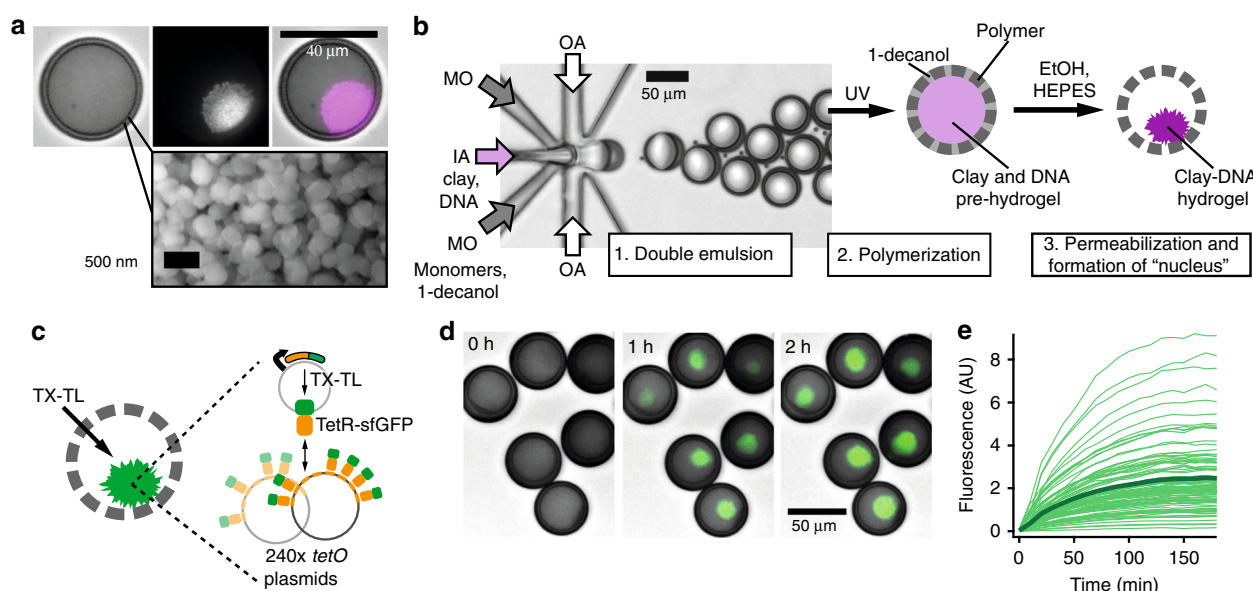 a
40 μm
500 nm
b
OA
MO
IA
clay,
DNA
MO
Monomers,
1-decanol
OA
50 μm
1. Double emulsion
UV
1-decanol
Polymer
Clay and DNA
pre-hydrogel
2. Polymerization
EtOH,
HEPES
Clay-DNA
hydrogel
3. Permeabilization and
formation of “nucleus”
c
TX-TL
TX-TL
TetR-sfGFP
240x tetO
plasmids
d
0 h
1 h
2 h
50 μm
e
Fluorescence (AU)
8
6
4
2
0
0
50
100
150
Time (min)